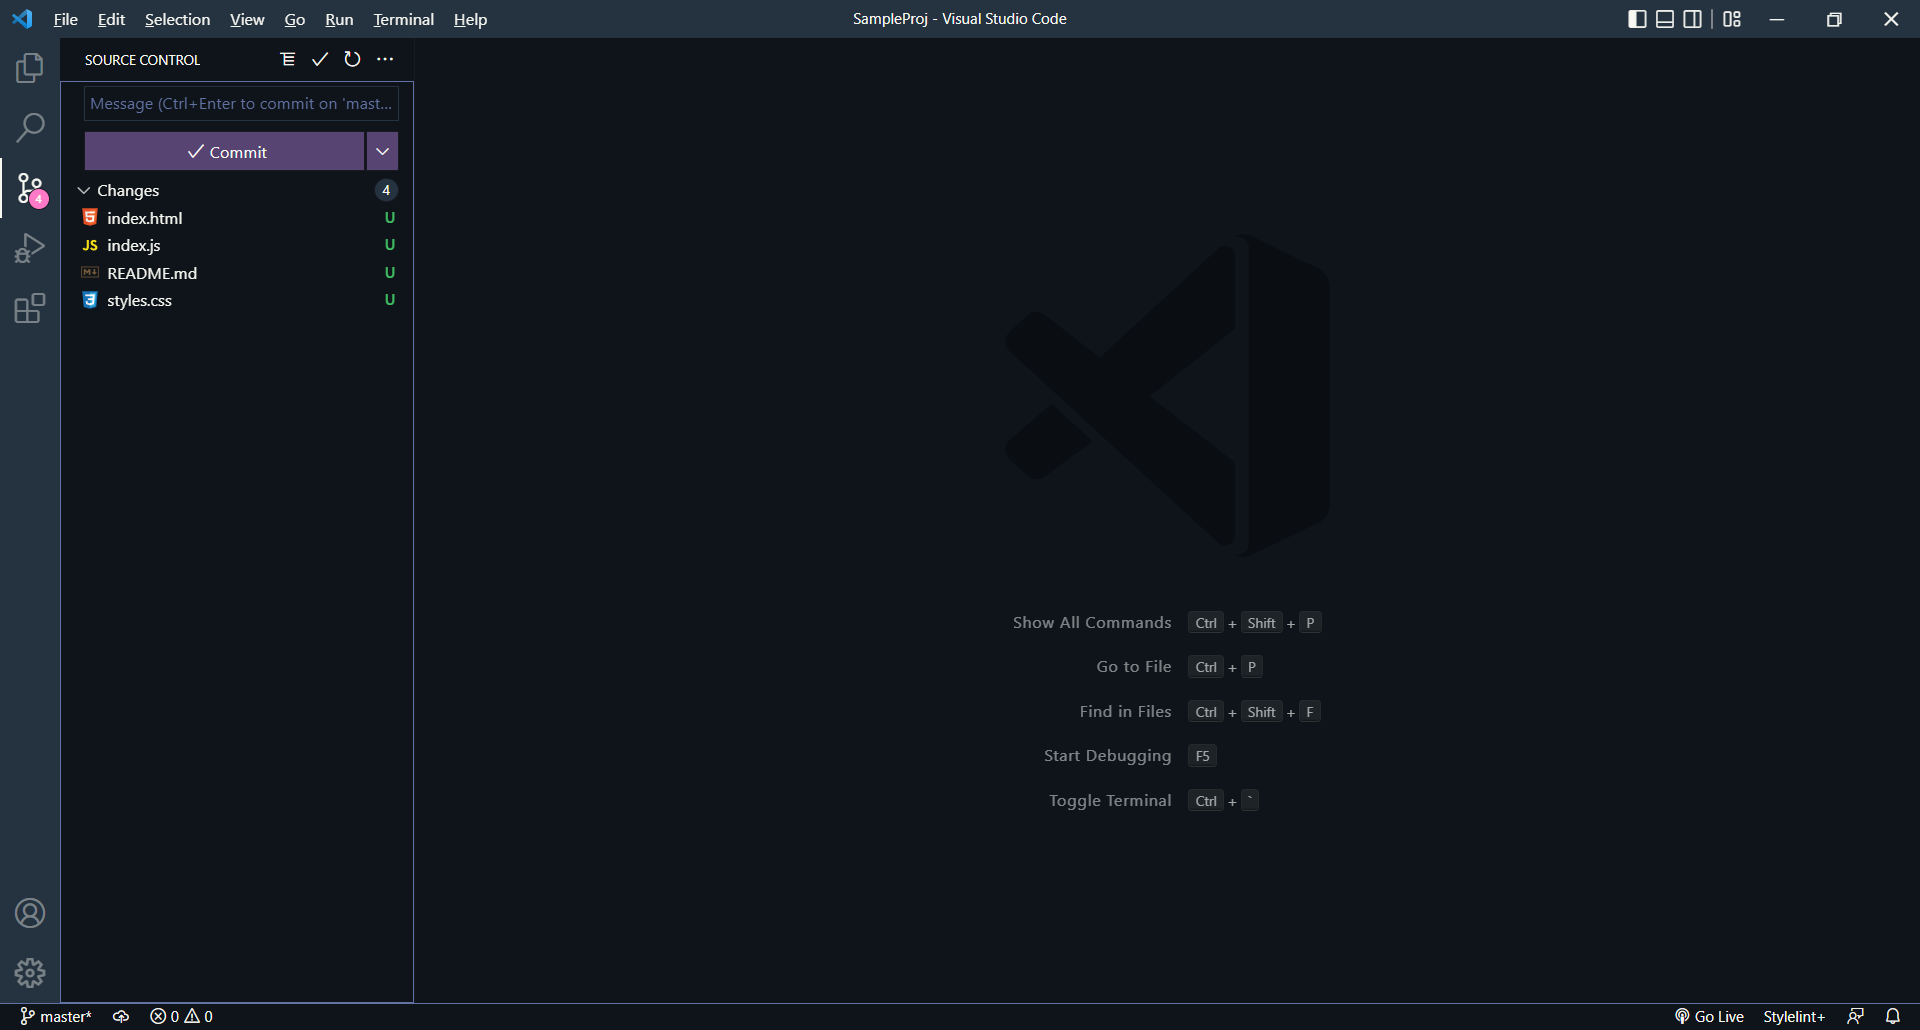 File Edit Selection View Go Run Terminal Help
SampleProj - Visual Studio Code
SOURCE CONTROL
Message (Ctrl+Enter to commit on 'mast...
Commit
Changes 4
4
index.html U
JS index.js U
README.md U
styles.css U
Show All Commands Ctrl + Shift + P
Go to File Ctrl + P
Find in Files Ctrl + Shift + F
Start Debugging F5
Toggle Terminal Ctrl + `
master* 0 0
Go Live Stylelint+